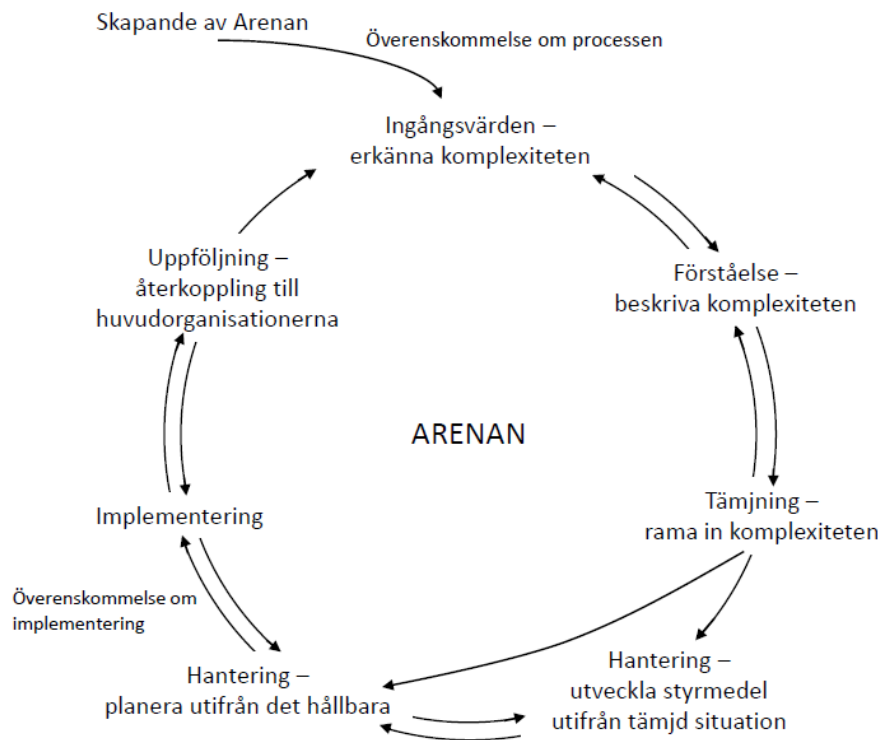 Skapande av Arenan
Överenskommelse om processen
Ingångsvärden –
erkänna komplexiteten
Förståelse –
beskriva komplexiteten
Tämjning –
rama in komplexiteten
Hantering –
utveckla styrmedel
utifrån tämjd situation
Hantering –
planera utifrån det hållbara
Överenskommelse om
implementering
Implementering
Uppföljning –
återkoppling till
huvudorganisationerna
ARENAN